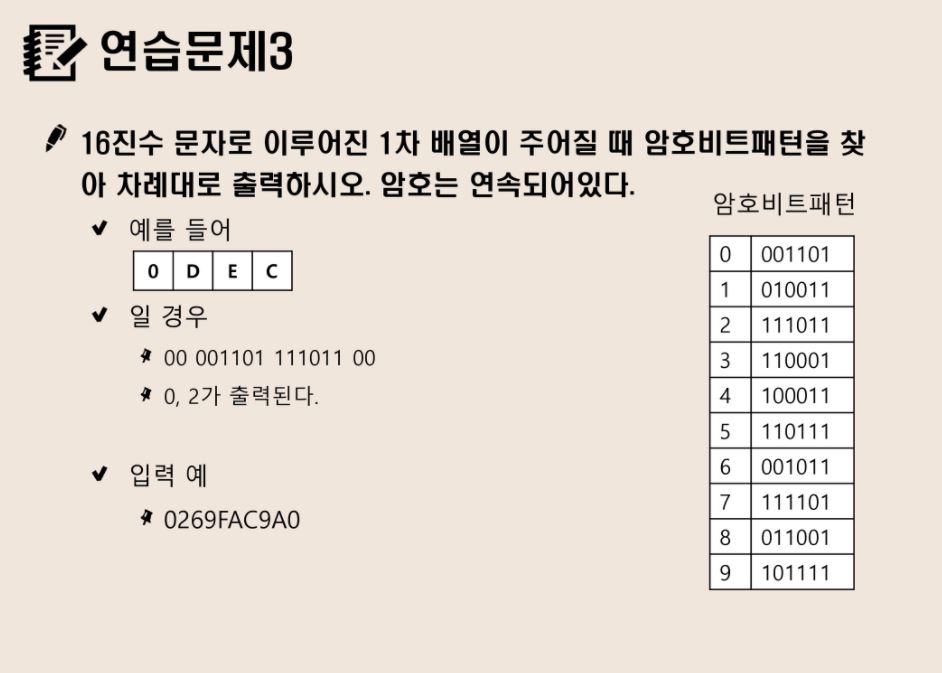 연습문제3
16진수 문자로 이루어진 1차 배열이 주어질 때 암호비트패턴을 찾
아 차례대로 출력하시오. 암호는 연속되어있다.
예를 들어
0 D E C
일 경우
00 001101 111011 00
0, 2가 출력된다.
입력 예
0269FAC9A0
암호비트패턴
0 001101
1 010011
2 111011
3 110001
4 100011
5 110111
6 001011
7 111101
8 011001
9 101111